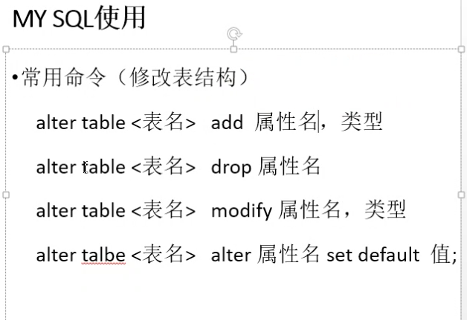 MY SQL使用
•常用命令（修改表结构）
alter table <表名> add 属性名，类型
alter table <表名> drop 属性名
alter table <表名> modify 属性名，类型
alter talbe <表名> alter 属性名 set default 值;